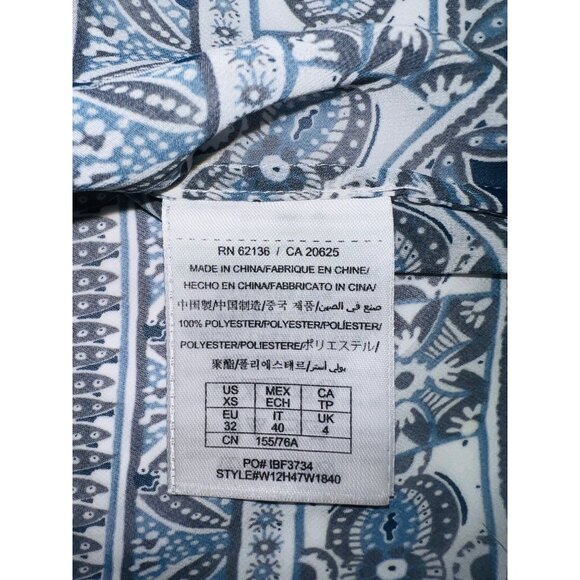 RN 62136 / CA 20625
MADE IN CHINA/FABRIQUE EN CHINE/
HECHO EN CHINA/FABBRICATO IN CINA/
中国製/中国制造/중국 제품/صنع في الصين
100% POLYESTER/POLYESTER/POLIÉSTER/
POLYESTER/POLIESTERE/ポリエステル/
聚酯/폴리에스테르/بولي أستر
US MEX CA
XS ECH TP
EU IT UK
32 40 4
CN 155/76A
PO# IBF3734
STYLE#W12H47W1840